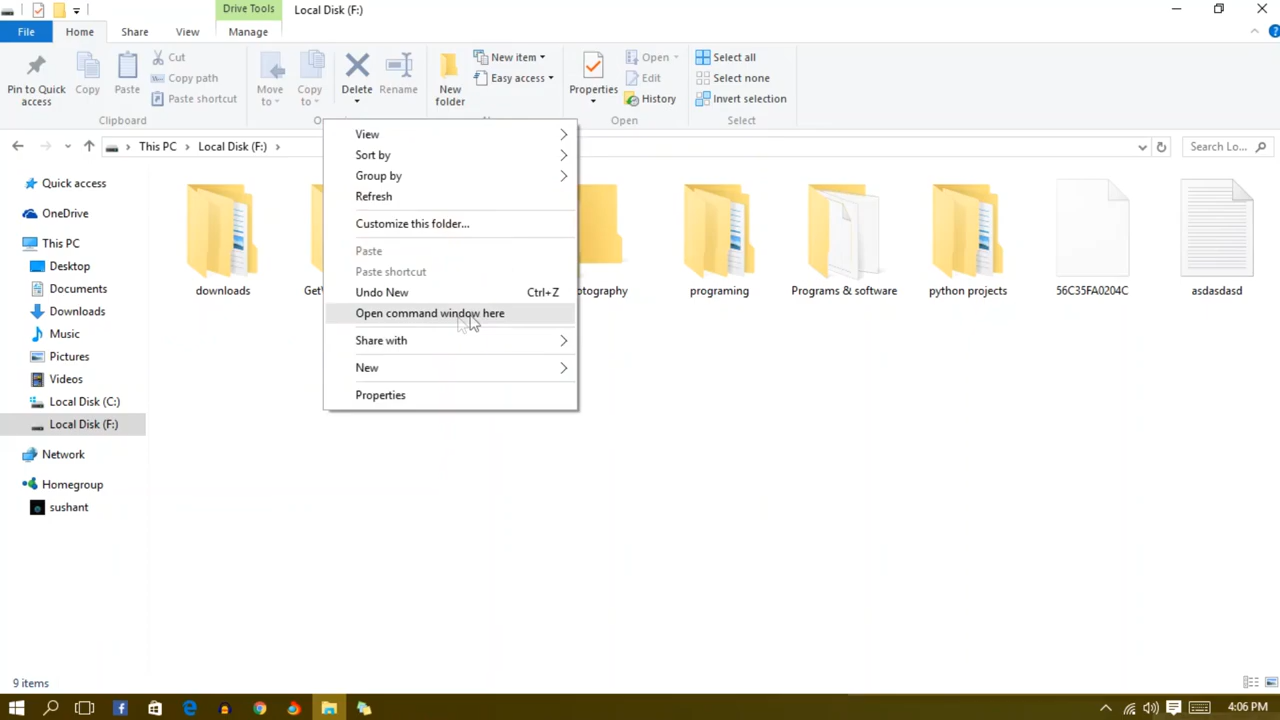 Drive Tools
Local Disk (F:)
File
Home
Share
View
Manage
Pin to Quick access
Copy
Paste
Cut
Copy path
Paste shortcut
Clipboard
Move to
Copy to
Delete
Rename
New folder
New item
Easy access
Properties
Open
Edit
History
Open
Select all
Select none
Invert selection
Select
This PC
Local Disk (F:)
Search Lo...
Quick access
OneDrive
This PC
Desktop
Documents
Downloads
Music
Pictures
Videos
Local Disk (C:)
Local Disk (F:)
Network
Homegroup
sushant
View
Sort by
Group by
Refresh
Customize this folder...
Paste
Paste shortcut
Undo New Ctrl+Z
Open command window here
Share with
New
Properties
downloads
programing
Programs & software
python projects
56C35FA0204C
asdasdasd
9 items
4:06 PM